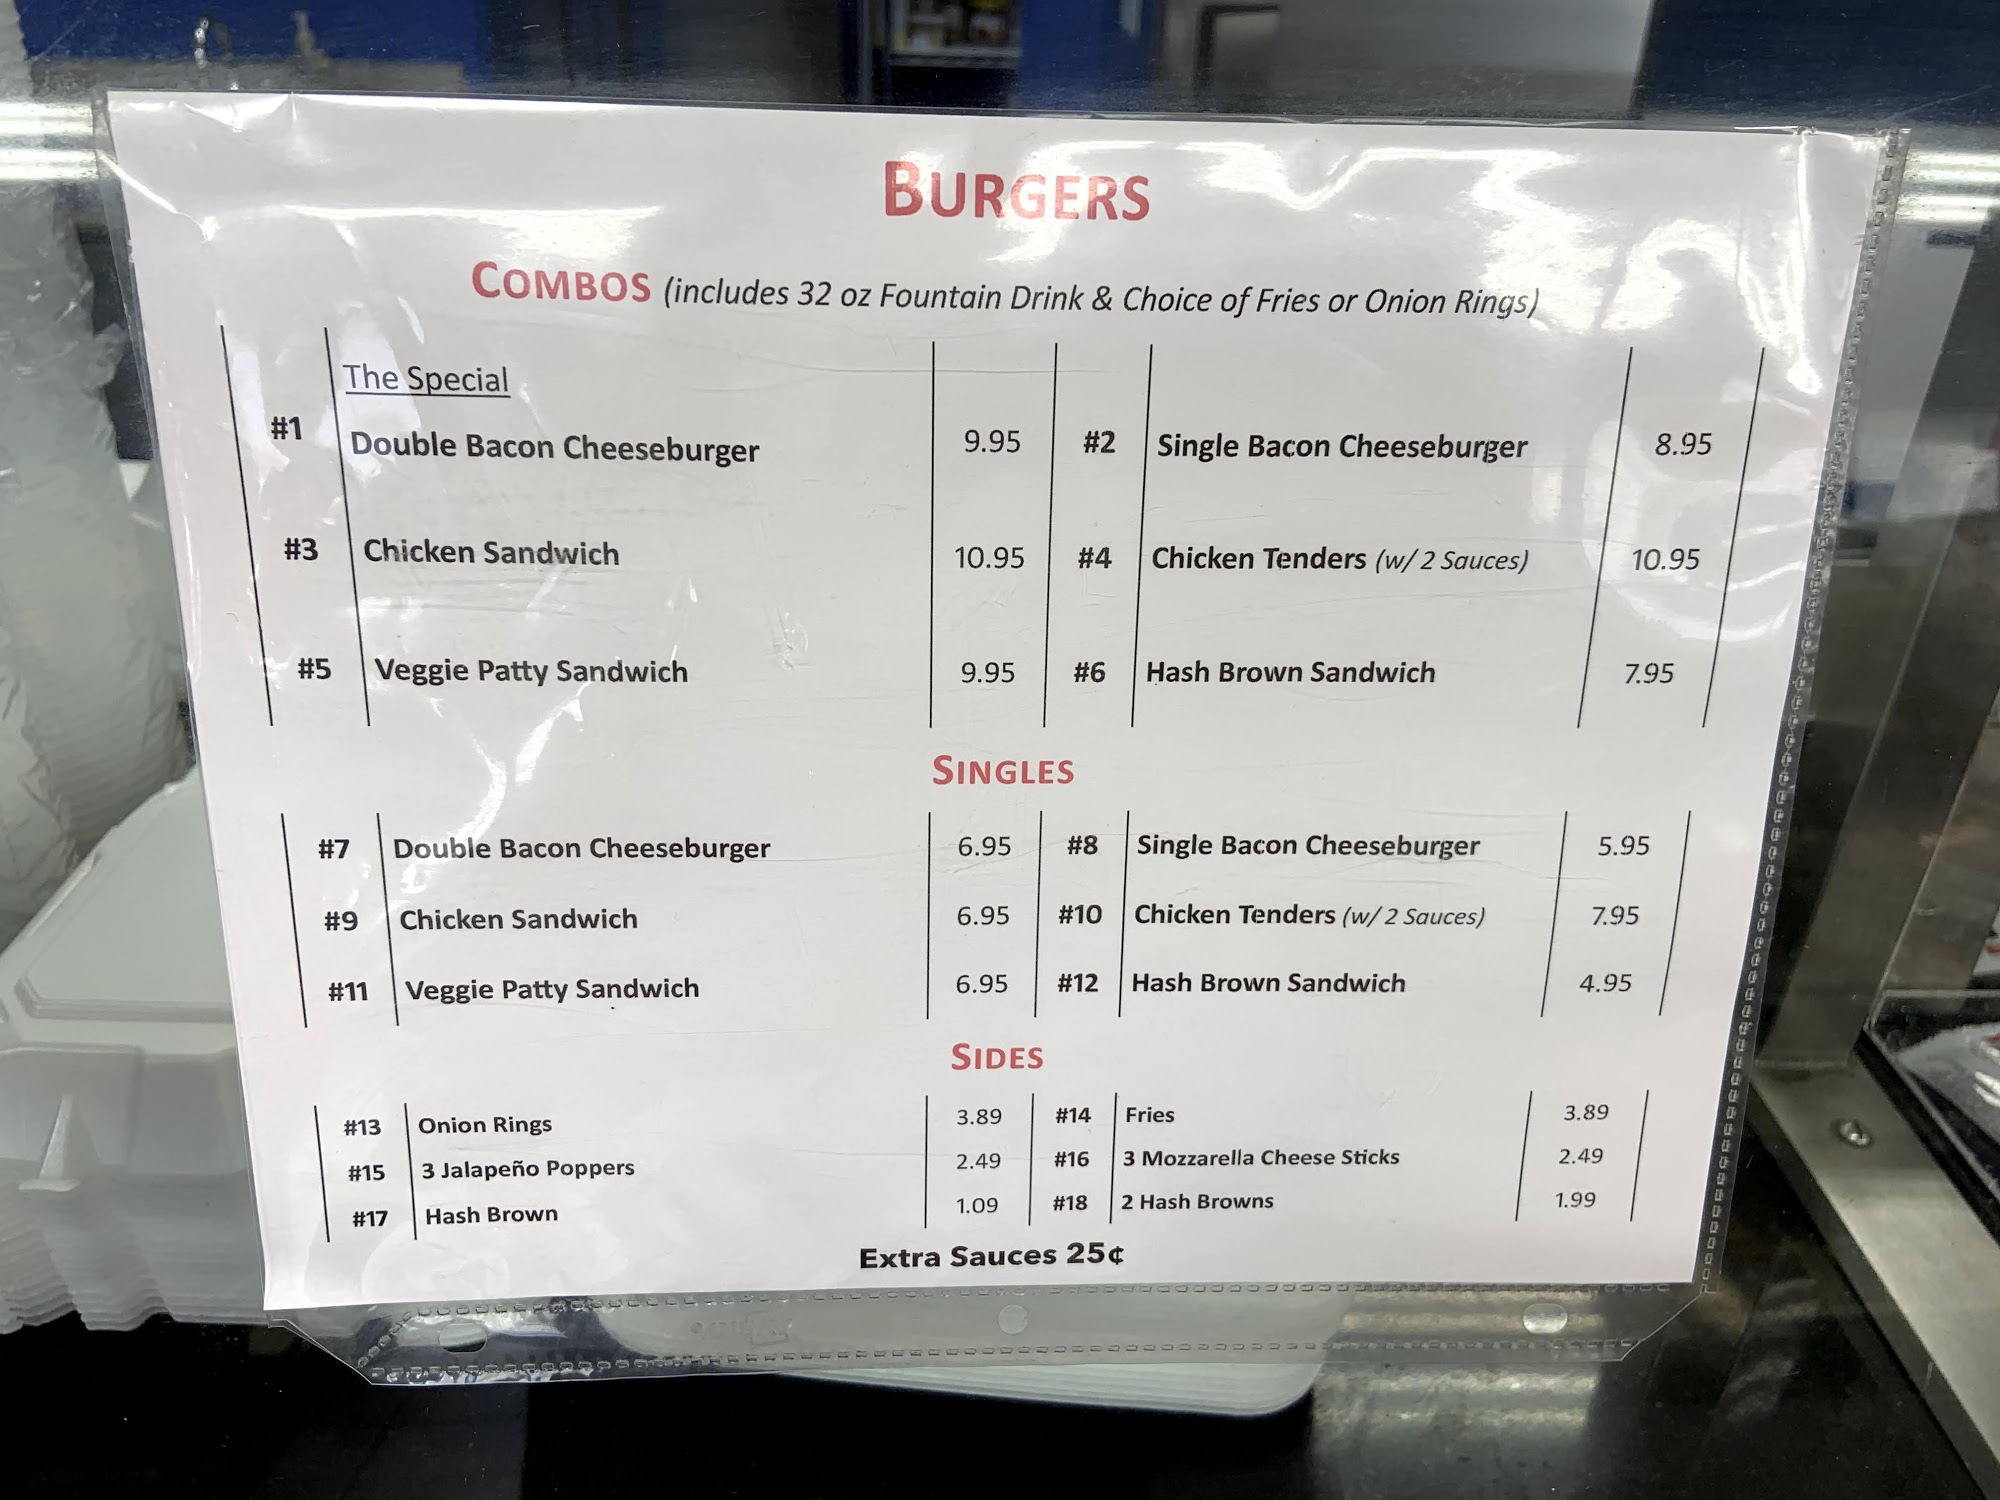 BURGERS
COMBOS (includes 32 oz Fountain Drink & Choice of Fries or Onion Rings)
The Special
#1 Double Bacon Cheeseburger 9.95 #2 Single Bacon Cheeseburger 8.95
#3 Chicken Sandwich 10.95 #4 Chicken Tenders (w/ 2 Sauces) 10.95
#5 Veggie Patty Sandwich 9.95 #6 Hash Brown Sandwich 7.95
SINGLES
#7 Double Bacon Cheeseburger 6.95 #8 Single Bacon Cheeseburger 5.95
#9 Chicken Sandwich 6.95 #10 Chicken Tenders (w/ 2 Sauces) 7.95
#11 Veggie Patty Sandwich 6.95 #12 Hash Brown Sandwich 4.95
SIDES
#13 Onion Rings 3.89 #14 Fries 3.89
#15 3 Jalapeño Poppers 2.49 #16 3 Mozzarella Cheese Sticks 2.49
#17 Hash Brown 1.09 #18 2 Hash Browns 1.99
Extra Sauces 25¢